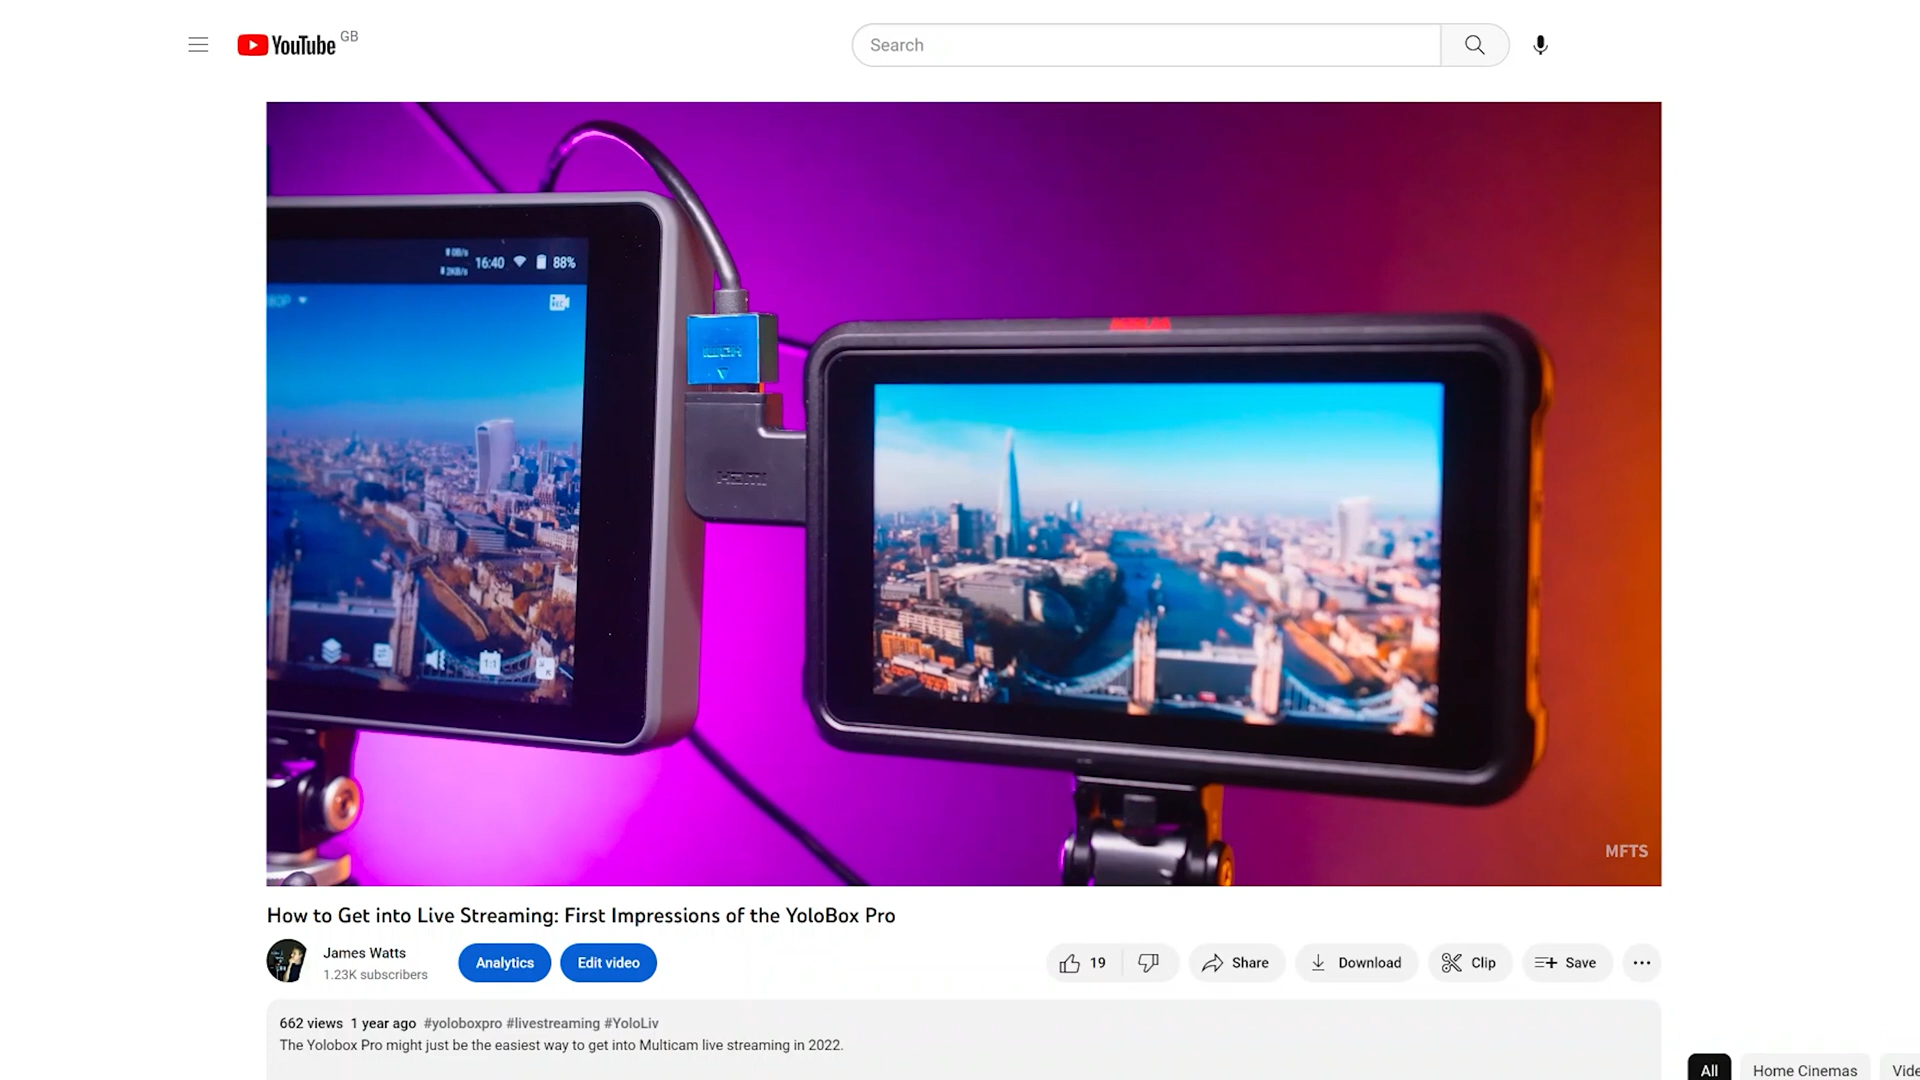 YouTube GB
Search
16:40 88%
HDMI
1:1
MFTS
How to Get into Live Streaming: First Impressions of the YoloBox Pro
James Watts
1.23K subscribers
Analytics
Edit video
19
Share
Download
Clip
Save
662 views 1 year ago #yoloboxpro #livestreaming #YoloLiv
The Yolobox Pro might just be the easiest way to get into Multicam live streaming in 2022.
All
Home Cinemas